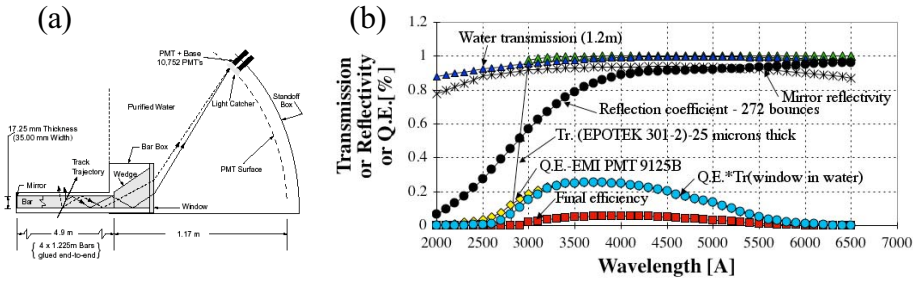 (a)
PMT + Base
10,752 PMT's
Purified Water
Light Catcher
Standoff
Box
17.25 mm Thickness
(35.00 mm Width)
Bar Box
PMT Surface
Track
Trajectory
Wedge
Mirror
Bar
Window
4.9 m
1.17 m
4 x 1.225m Bars
glued end-to-end
(b)
Transmission
or Reflectivity
or Q.E.[%]
1.2
1
0.8
0.6
0.4
0.2
0
Water transmission (1.2m)
Mirror reflectivity
Reflection coefficient - 272 bounces
Tr. (EPOTEK 301-2)-25 microns thick
Q.E.-EMI PMT 9125B
Q.E.*Tr(window in water)
Final efficiency
2000 2500 3000 3500 4000 4500 5000 5500 6000 6500 7000
Wavelength [A]